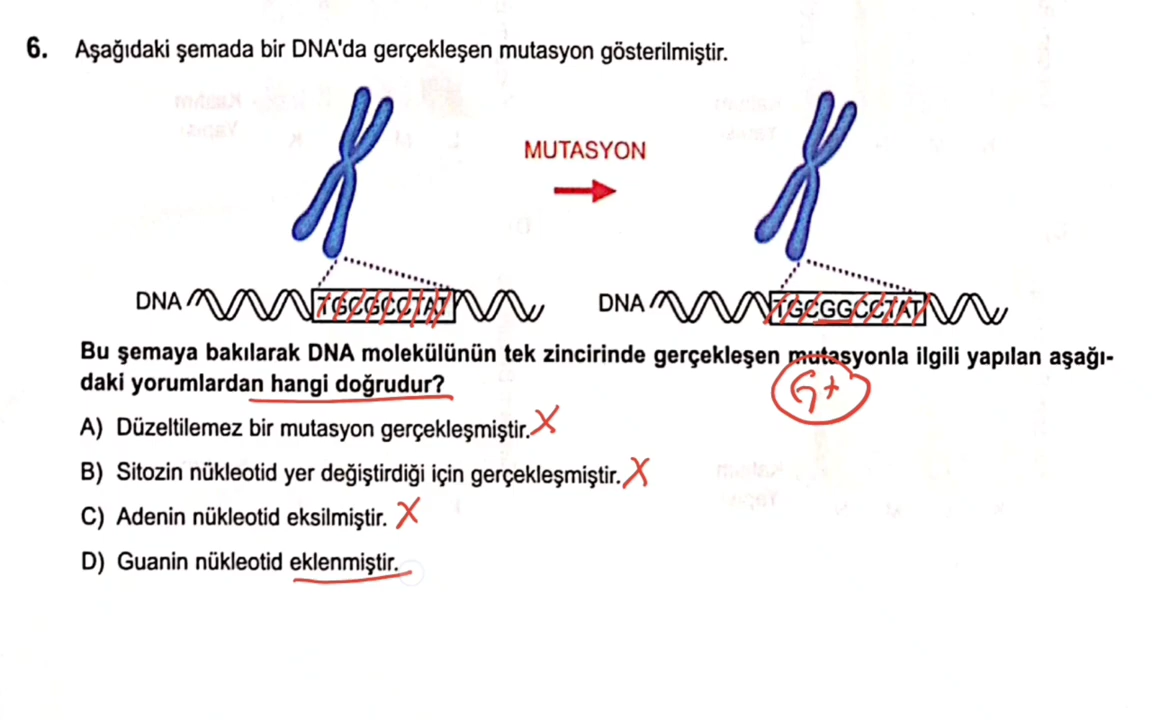 6. Aşağıdaki şemada bir DNA'da gerçekleşen mutasyon gösterilmiştir.
MUTASYON
DNA TGCGCCTAT DNA TGCGGCCTAT
Bu şemaya bakılarak DNA molekülünün tek zincirinde gerçekleşen mutasyonla ilgili yapılan aşağı-
daki yorumlardan hangi doğrudur?
G+
A) Düzeltilemez bir mutasyon gerçekleşmiştir. X
B) Sitozin nükleotid yer değiştirdiği için gerçekleşmiştir. X
C) Adenin nükleotid eksilmiştir. X
D) Guanin nükleotid eklenmiştir.